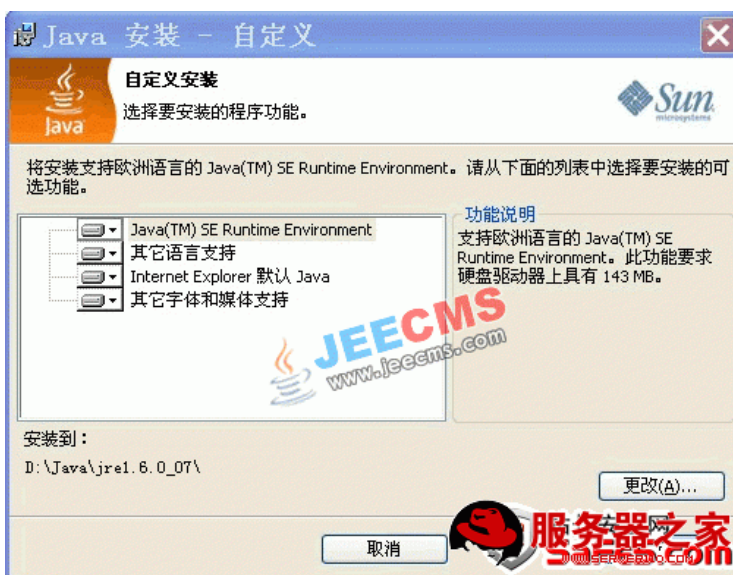 Java 安装 - 自定义
自定义安装
选择要安装的程序功能。
Java
Sun
microsystems
将安装支持欧洲语言的 Java(TM) SE Runtime Environment。请从下面的列表中选择要安装的可
选功能。
Java(TM) SE Runtime Environment
其它语言支持
Internet Explorer 默认 Java
其它字体和媒体支持
功能说明
支持欧洲语言的 Java(TM) SE
Runtime Environment。此功能要求
硬盘驱动器上具有 143 MB。
JEECMS
www.jeecms.com
安装到：
D:\Java\jre1.6.0_07\
更改(A)...
取消
服务器之家